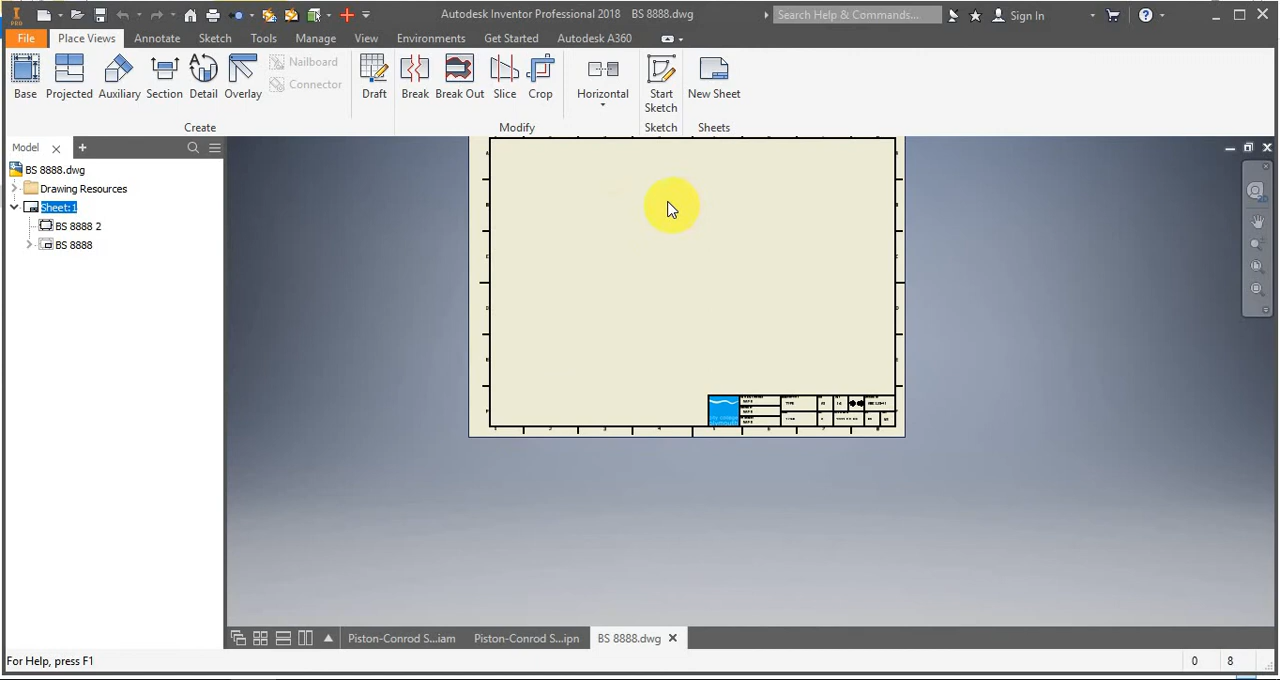 Autodesk Inventor Professional 2018 BS 8888.dwg
Search Help & Commands...
Sign In
PRO
File Place Views Annotate Sketch Tools Manage View Environments Get Started Autodesk A360
Base Projected Auxiliary Section Detail Overlay
Nailboard
Connector
Draft Break Break Out Slice Crop
Horizontal
Start Sketch
New Sheet
Create Modify Sketch Sheets
Model
BS 8888.dwg
Drawing Resources
Sheet:1
BS 8888 2
BS 8888
Piston-Conrod S...iam Piston-Conrod S...ipn BS 8888.dwg
For Help, press F1 0 8